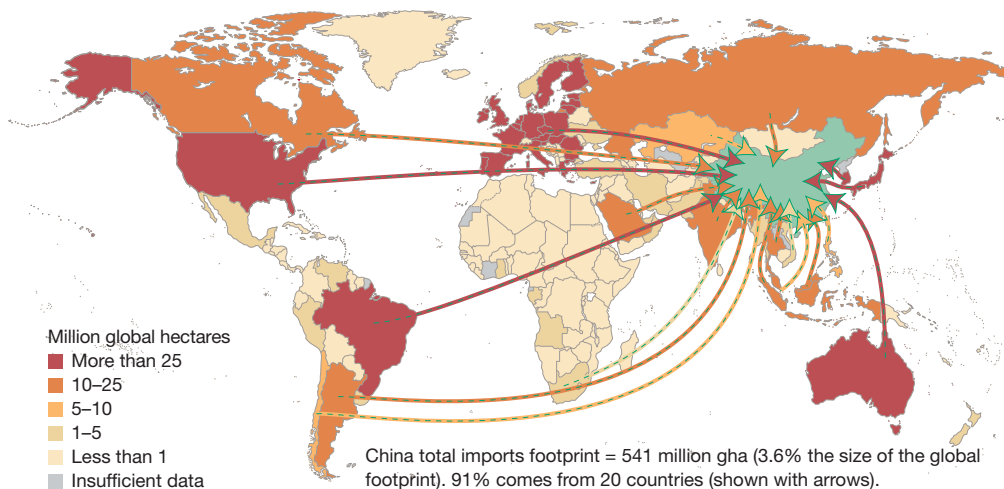 Million global hectares
More than 25
10–25
5–10
1–5
Less than 1
Insufficient data
China total imports footprint = 541 million gha (3.6% the size of the global
footprint). 91% comes from 20 countries (shown with arrows).